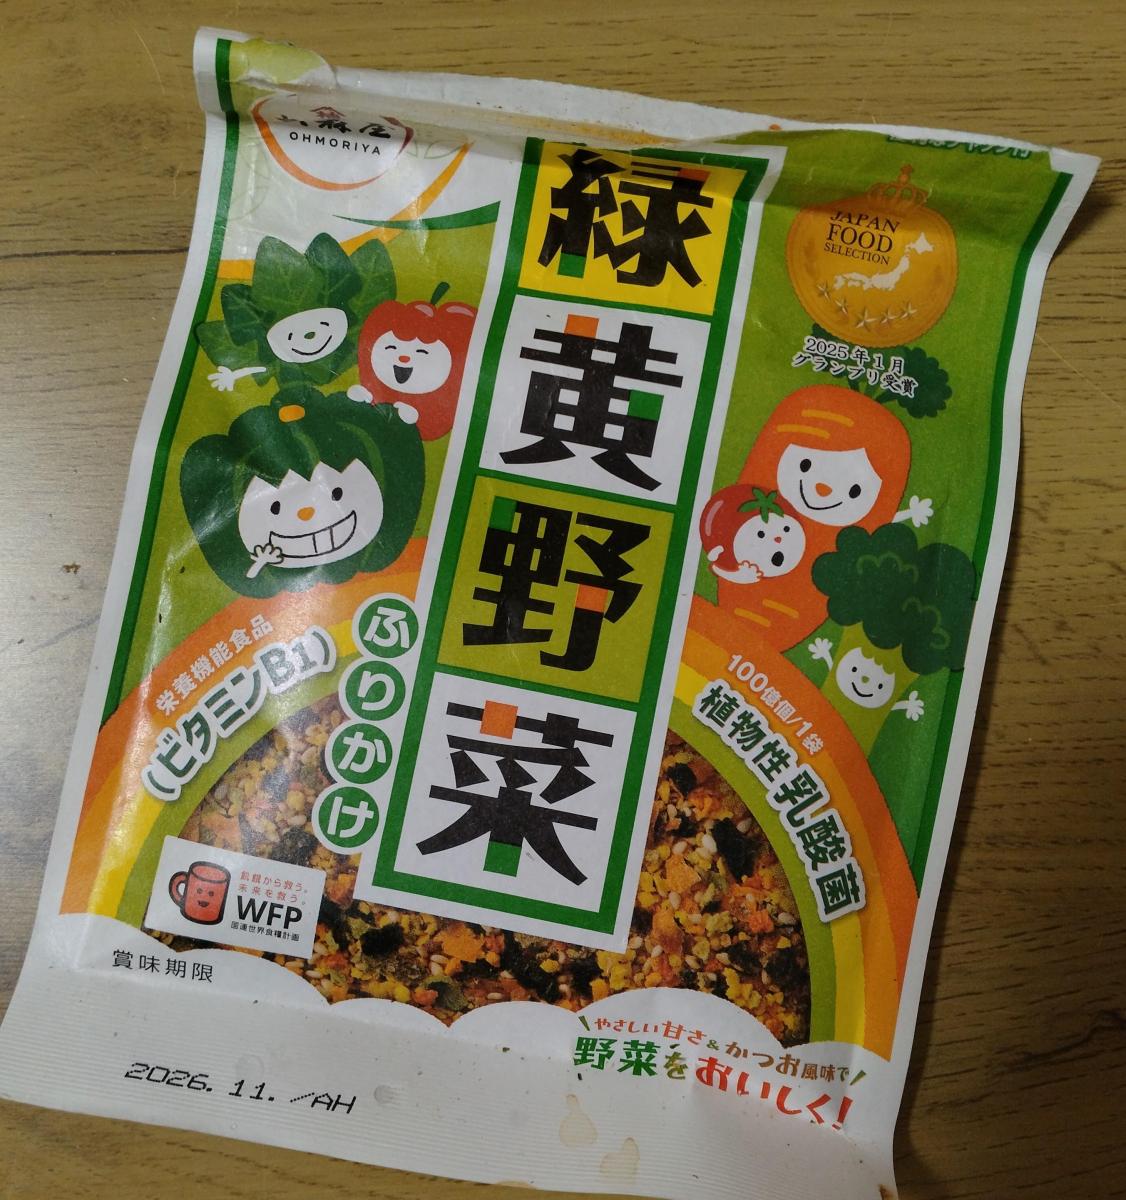 大森屋
OHMORIYA
緑黄野菜
ふりかけ
JAPAN
FOOD
SELECTION
2025年1月
グランプリ受賞
栄養機能食品
(ビタミンB1)
100億個/1袋
植物性乳酸菌
飢餓から救う。
未来を救う。
WFP
国連世界食糧計画
賞味期限
2026. 11. /AH
やさしい甘さ&かつお風味で
野菜をおいしく!